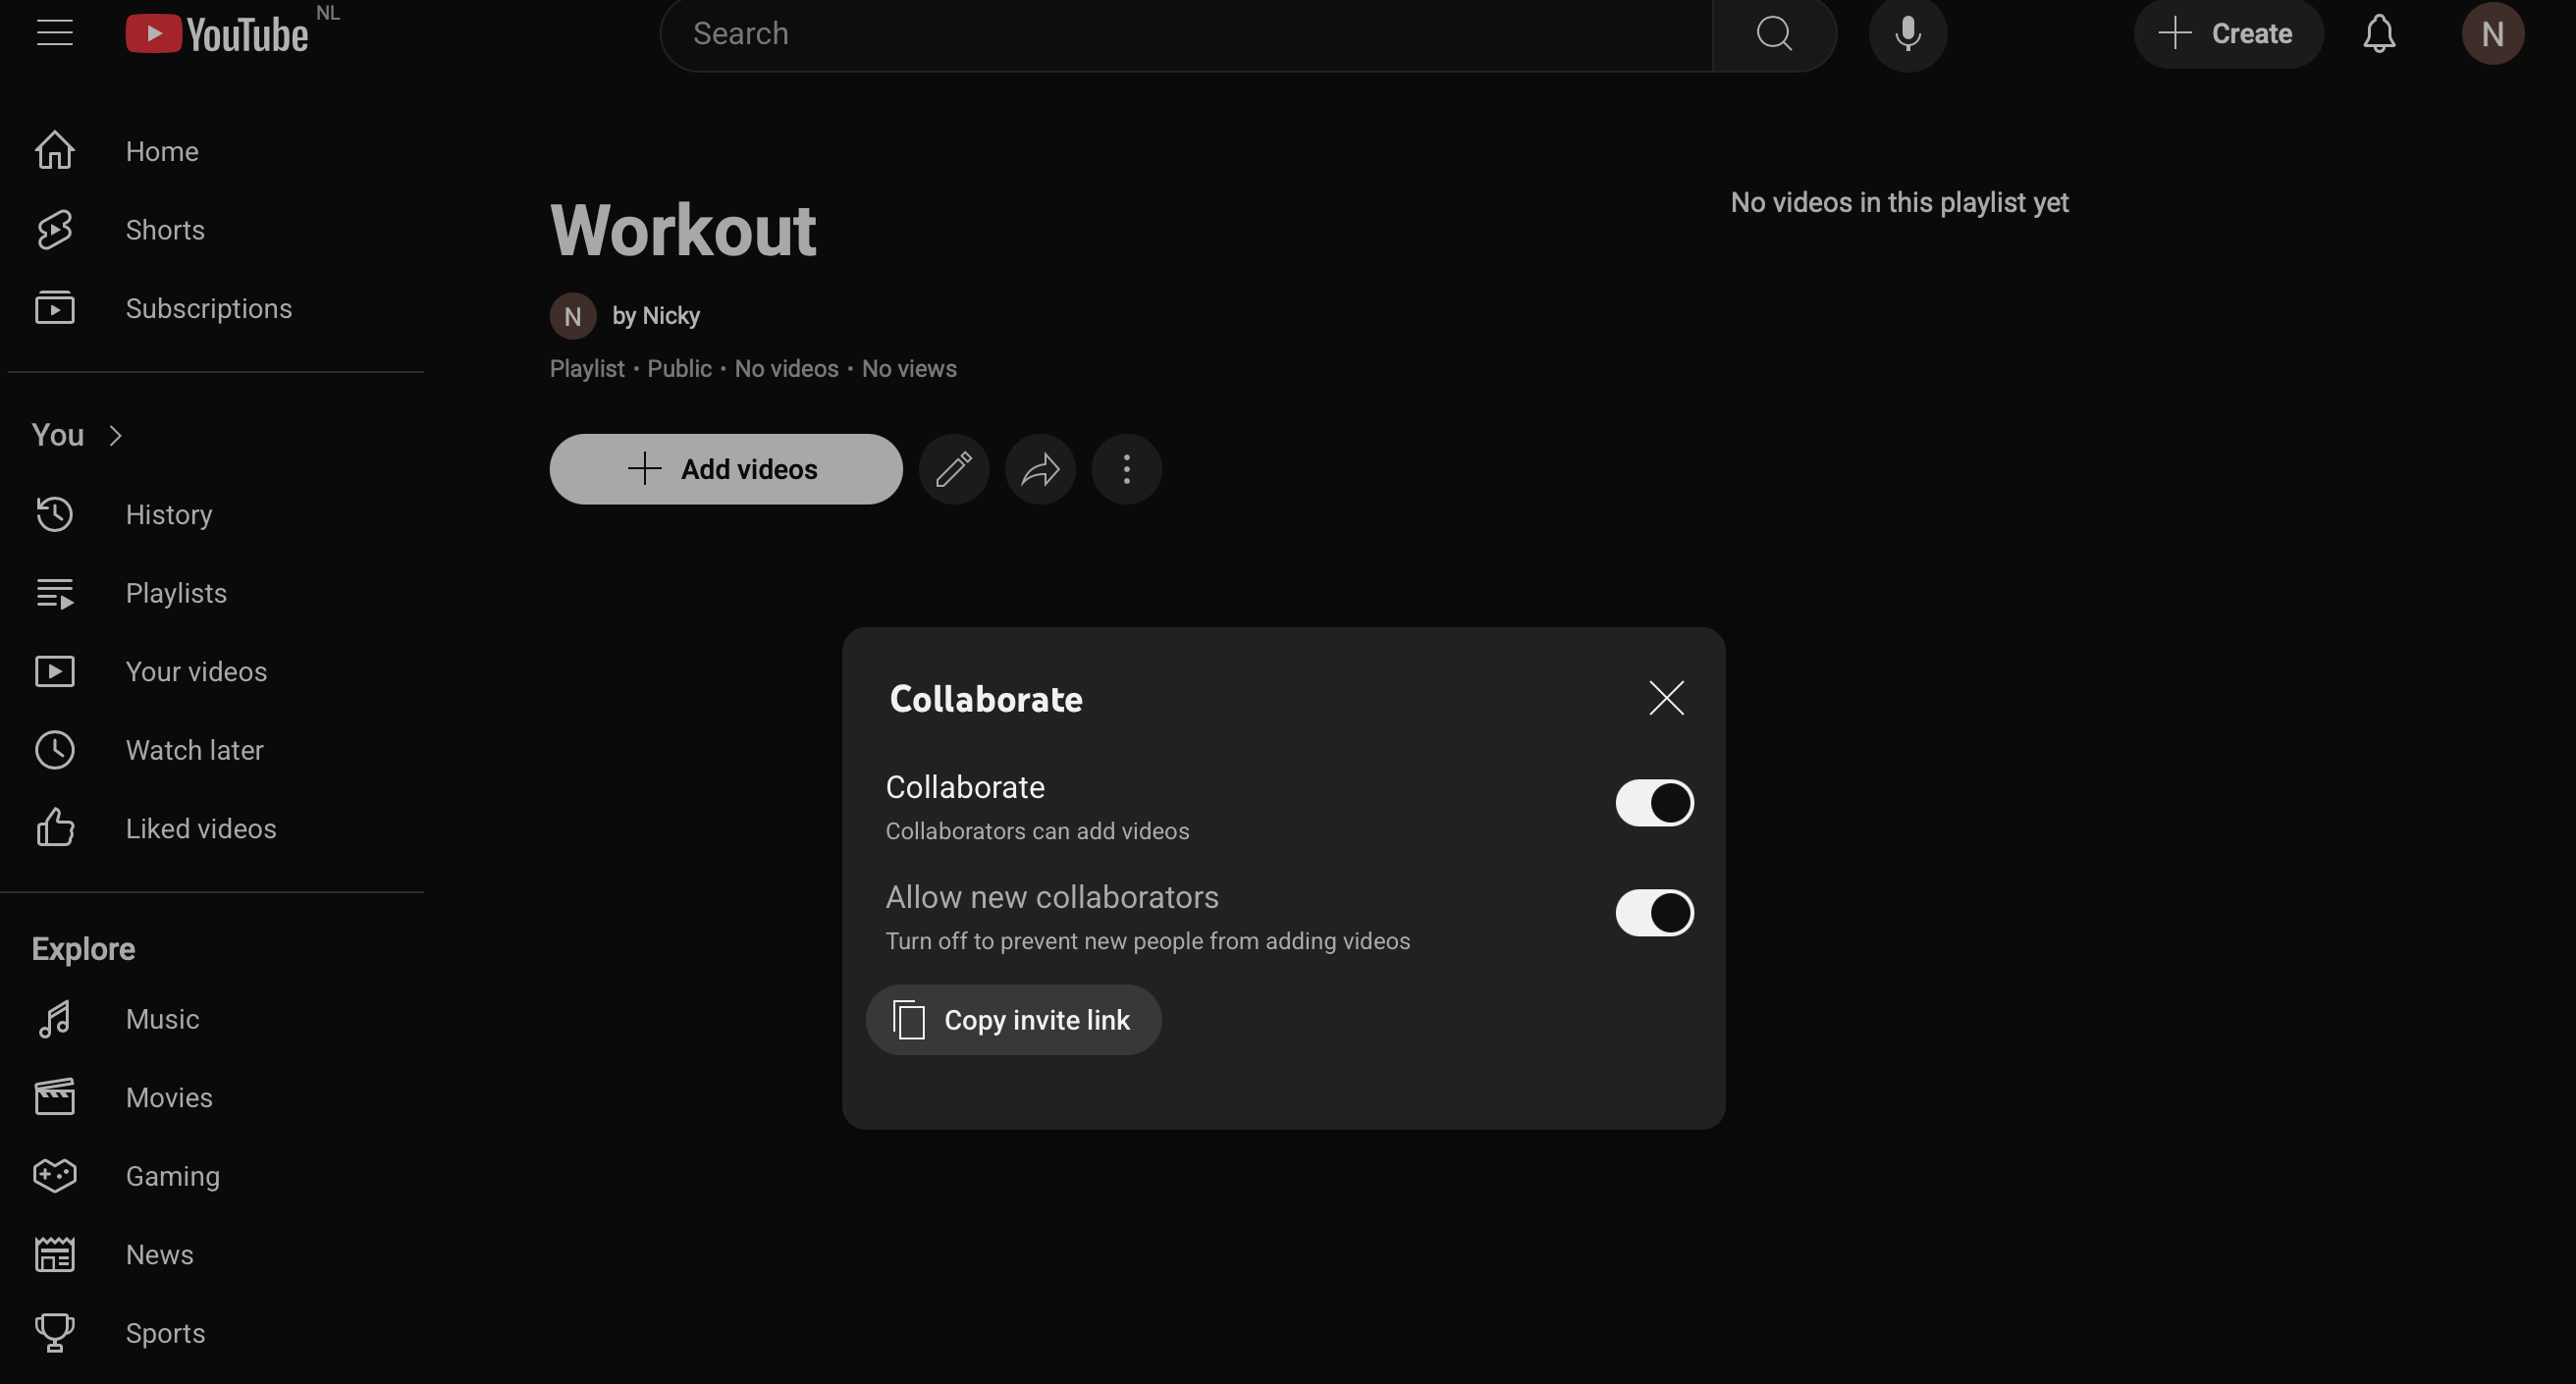 YouTube NL
Search
Create
N
Home
Shorts
Subscriptions
You
History
Playlists
Your videos
Watch later
Liked videos
Explore
Music
Movies
Gaming
News
Sports
Workout
N by Nicky
Playlist • Public • No videos • No views
Add videos
No videos in this playlist yet
Collaborate
Collaborate
Collaborators can add videos
Allow new collaborators
Turn off to prevent new people from adding videos
Copy invite link